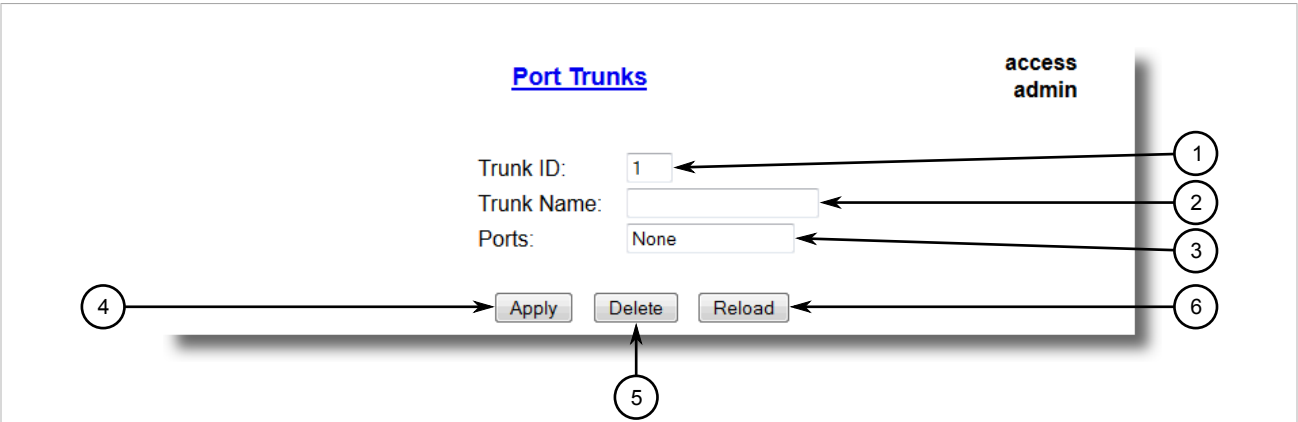 Port Trunks
access
admin
Trunk ID: 1
Trunk Name:
Ports: None
Apply Delete Reload
1
2
3
4
5
6